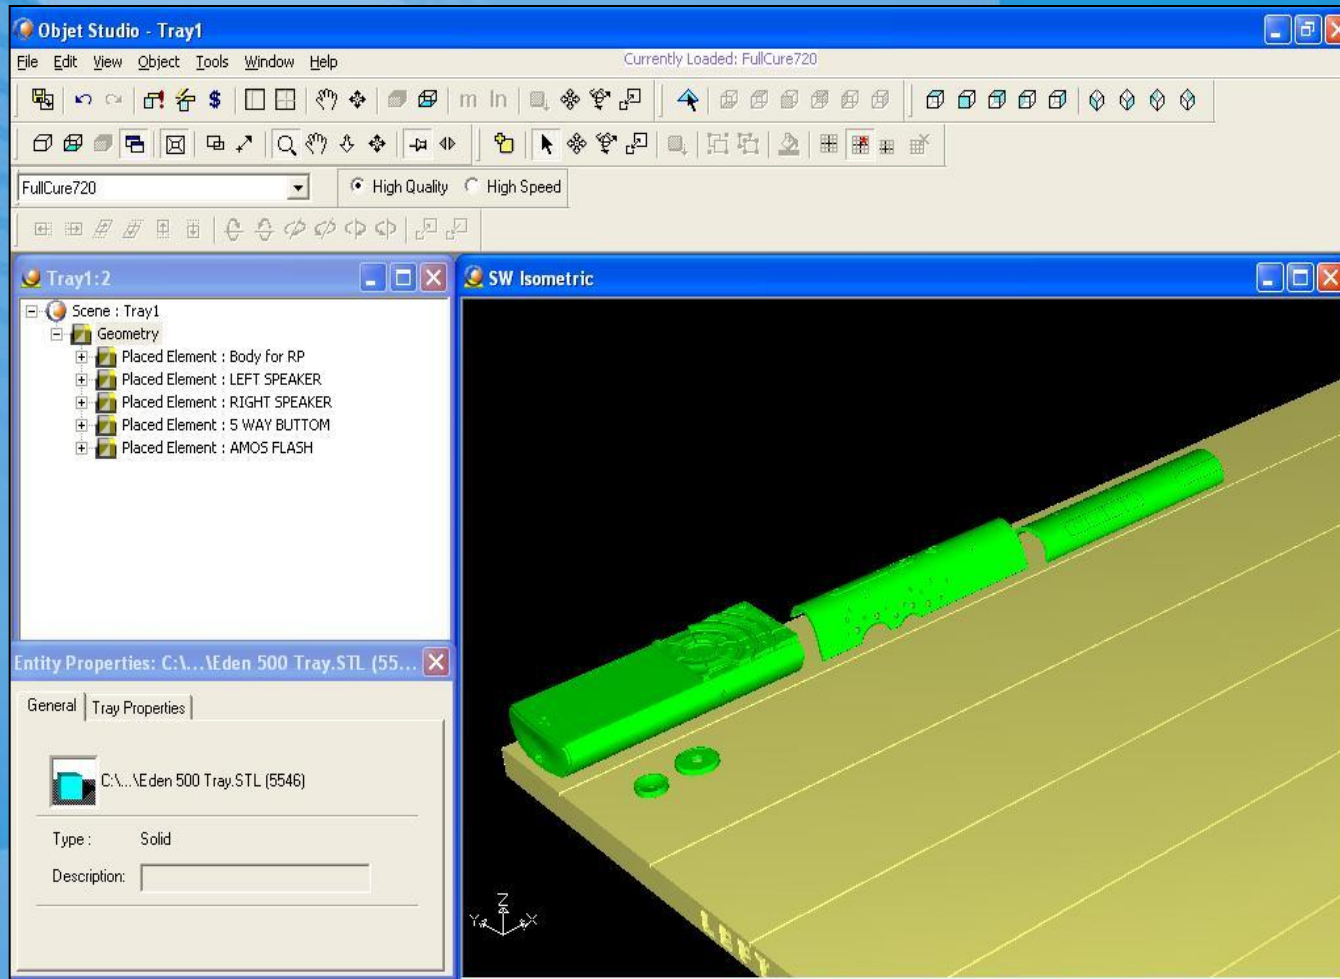 Objet Studio - Tray1
File Edit View Object Tools Window Help
Currently Loaded: FullCure720
$ m In
FullCure720
High Quality High Speed
Tray1:2
Scene : Tray1
Geometry
Placed Element : Body for RP
Placed Element : LEFT SPEAKER
Placed Element : RIGHT SPEAKER
Placed Element : 5 WAY BUTTOM
Placed Element : AMOS FLASH
Entity Properties: C:\...\Eden 500 Tray.STL (55...
General Tray Properties
C:\...\Eden 500 Tray.STL (5546)
Type : Solid
Description:
SW Isometric
Z
Y X
LEFT